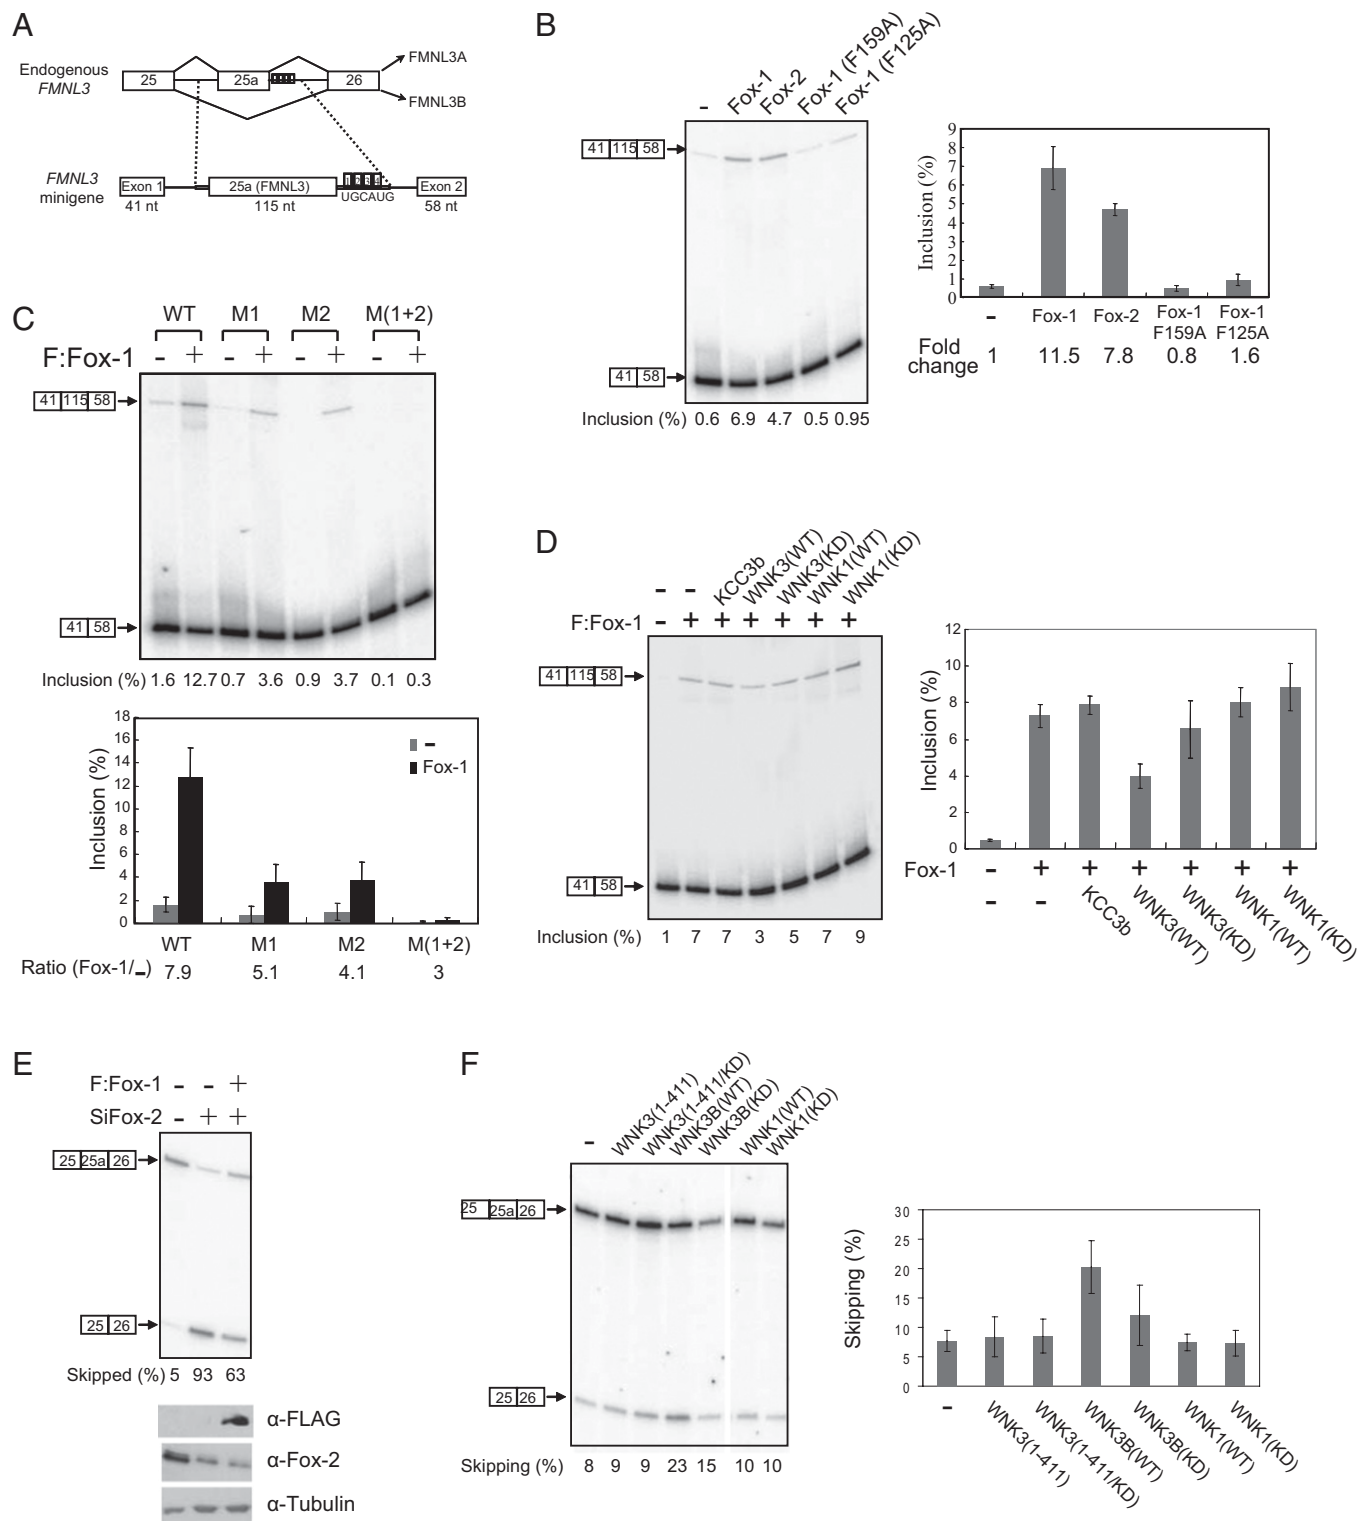 A
Endogenous
FMNL3
25
25a
26
FMNL3A
FMNL3B
FMNL3
minigene
Exon 1
25a (FMNL3)
Exon 2
UGCAUG
41 nt
115 nt
58 nt
B
- Fox-1 Fox-2 Fox-1 (F159A) Fox-1 (F125A)
41 115 58
41 58
Inclusion (%) 0.6 6.9 4.7 0.5 0.95
Inclusion (%)
9
8
7
6
5
4
3
2
1
0
- Fox-1 Fox-2 Fox-1 F159A Fox-1 F125A
Fold
change
1 11.5 7.8 0.8 1.6
C
WT M1 M2 M(1+2)
F:Fox-1 - + - + - + - +
41 115 58
41 58
Inclusion (%) 1.6 12.7 0.7 3.6 0.9 3.7 0.1 0.3
Inclusion (%)
18
16
14
12
10
8
6
4
2
0
-
Fox-1
WT M1 M2 M(1+2)
Ratio (Fox-1/-) 7.9 5.1 4.1 3
D
- - KCC3b WNK3(WT) WNK3(KD) WNK1(WT) WNK1(KD)
F:Fox-1 - + + + + + +
41 115 58
41 58
Inclusion (%) 1 7 7 3 5 7 9
Inclusion (%)
12
10
8
6
4
2
0
Fox-1 - + + + + + +
- - KCC3b WNK3(WT) WNK3(KD) WNK1(WT) WNK1(KD)
E
F:Fox-1 - - +
SiFox-2 - + +
25 25a 26
25 26
Skipped (%) 5 93 63
α-FLAG
α-Fox-2
α-Tubulin
F
- WNK3(1-411) WNK3(1-411/KD) WNK3B(WT) WNK3B(KD) WNK1(WT) WNK1(KD)
25 25a 26
25 26
Skipping (%) 8 9 9 23 15 10 10
Skipping (%)
30
25
20
15
10
5
0
- WNK3(1-411) WNK3(1-411/KD) WNK3B(WT) WNK3B(KD) WNK1(WT) WNK1(KD)